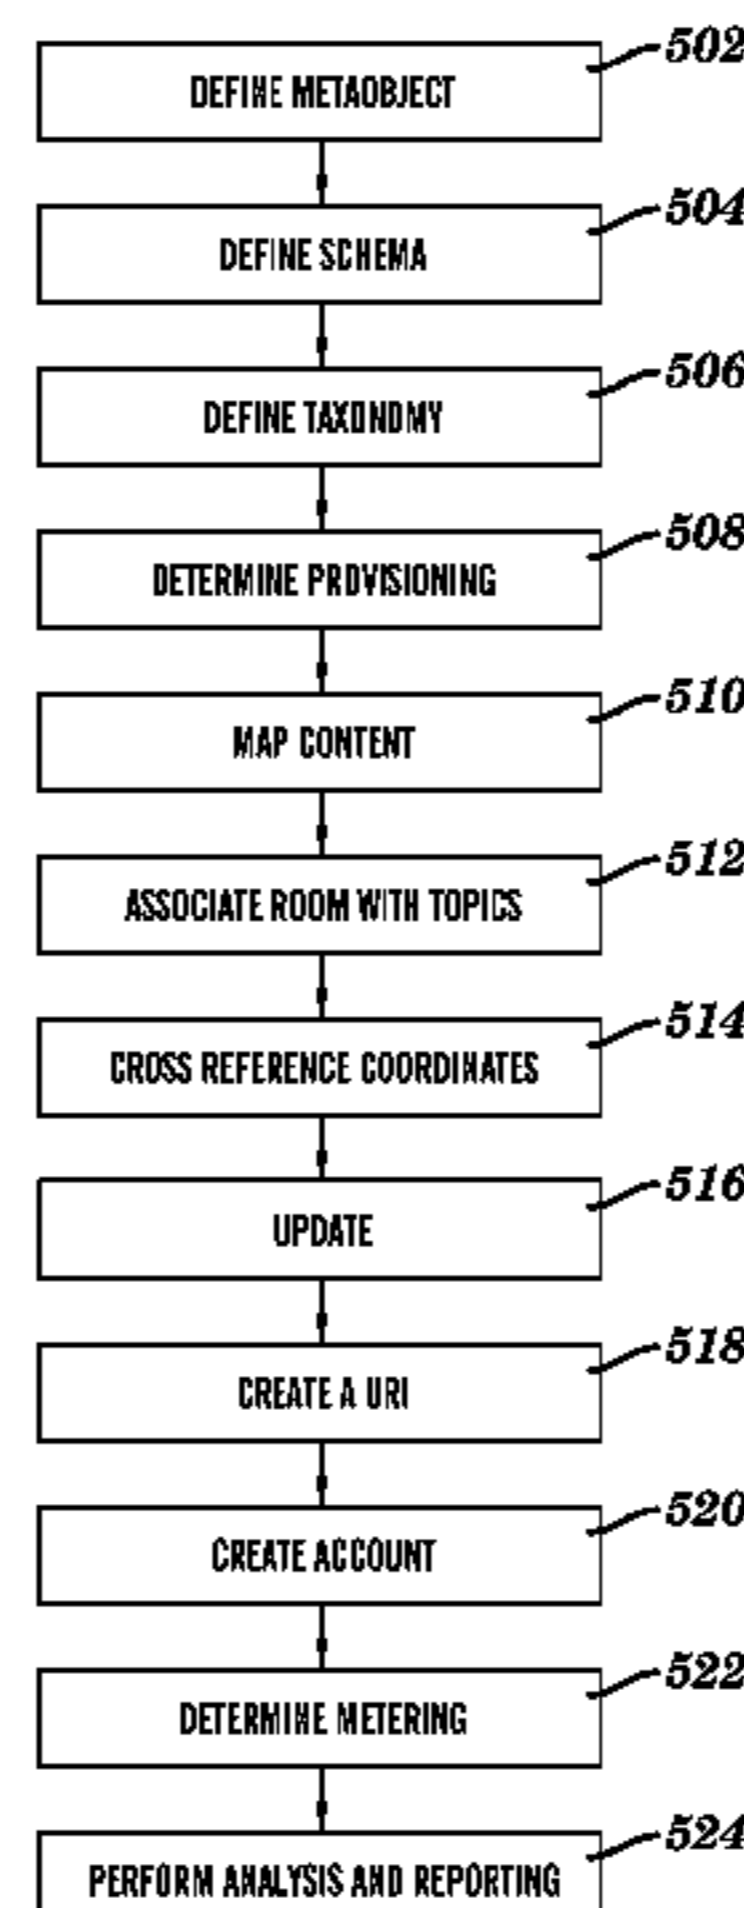 502
DEFINE METAOBJECT
504
DEFINE SCHEMA
506
DEFINE TAXONOMY
508
DETERMINE PROVISIONING
510
MAP CONTENT
512
ASSOCIATE ROOM WITH TOPICS
514
CROSS REFERENCE COORDINATES
516
UPDATE
518
CREATE A URI
520
CREATE ACCOUNT
522
DETERMINE METERING
524
PERFORM ANALYSIS AND REPORTING